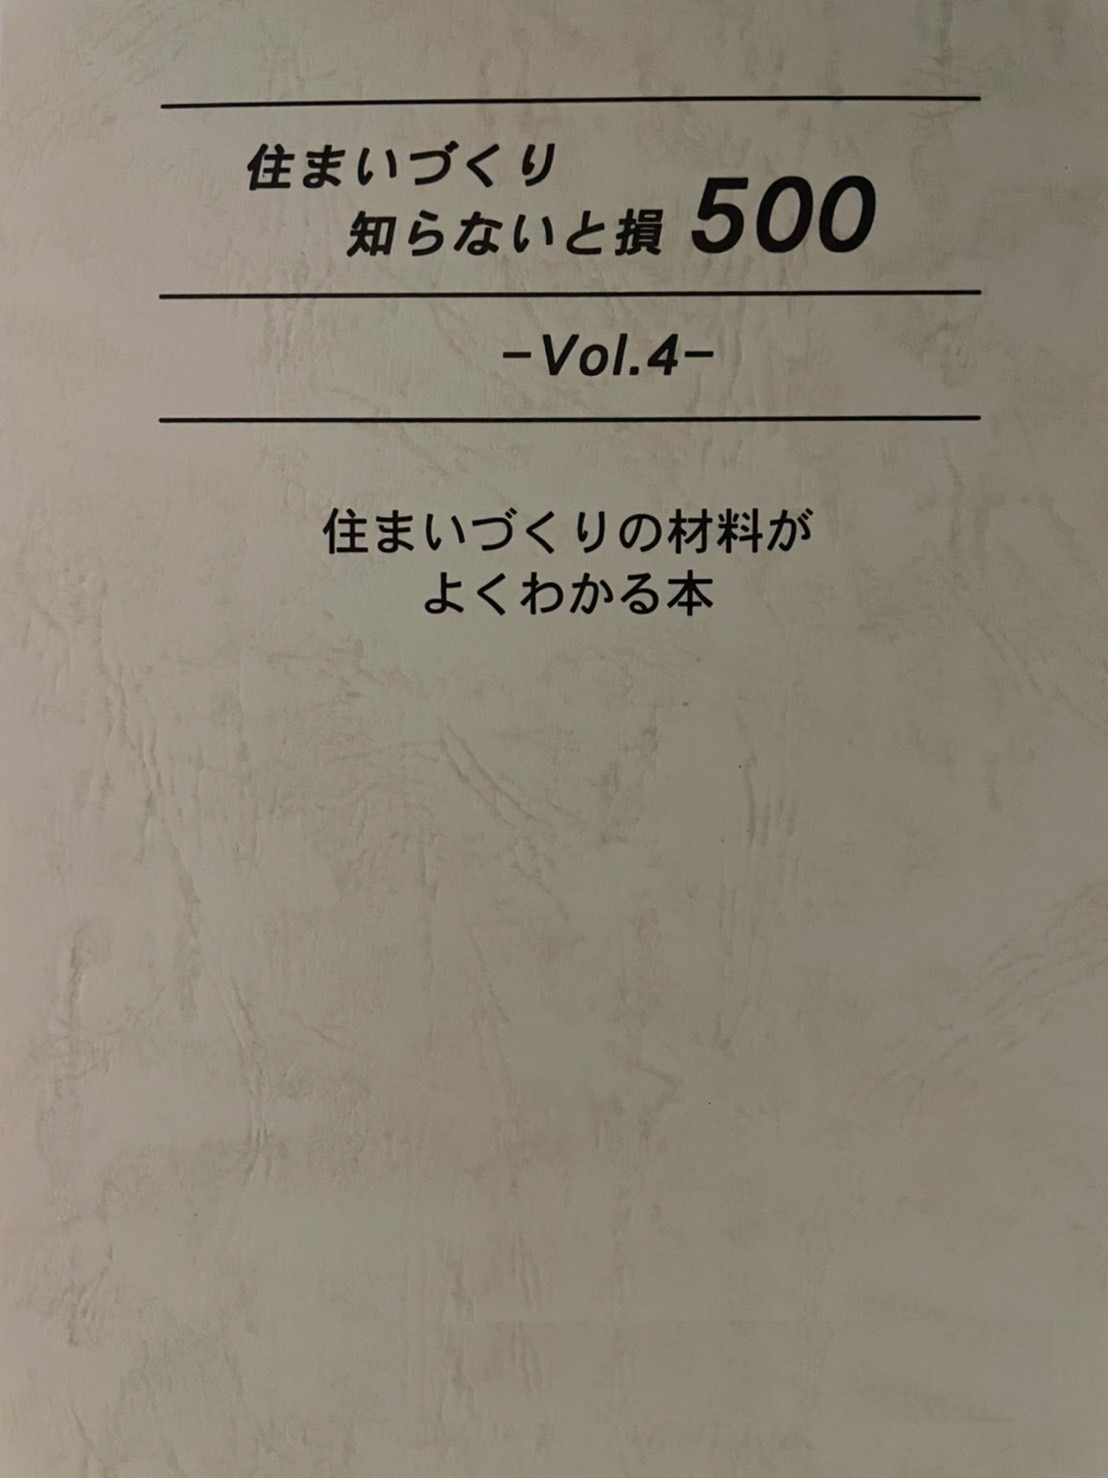 住まいづくり
知らないと損 500
-Vol.4-
住まいづくりの材料が
よくわかる本